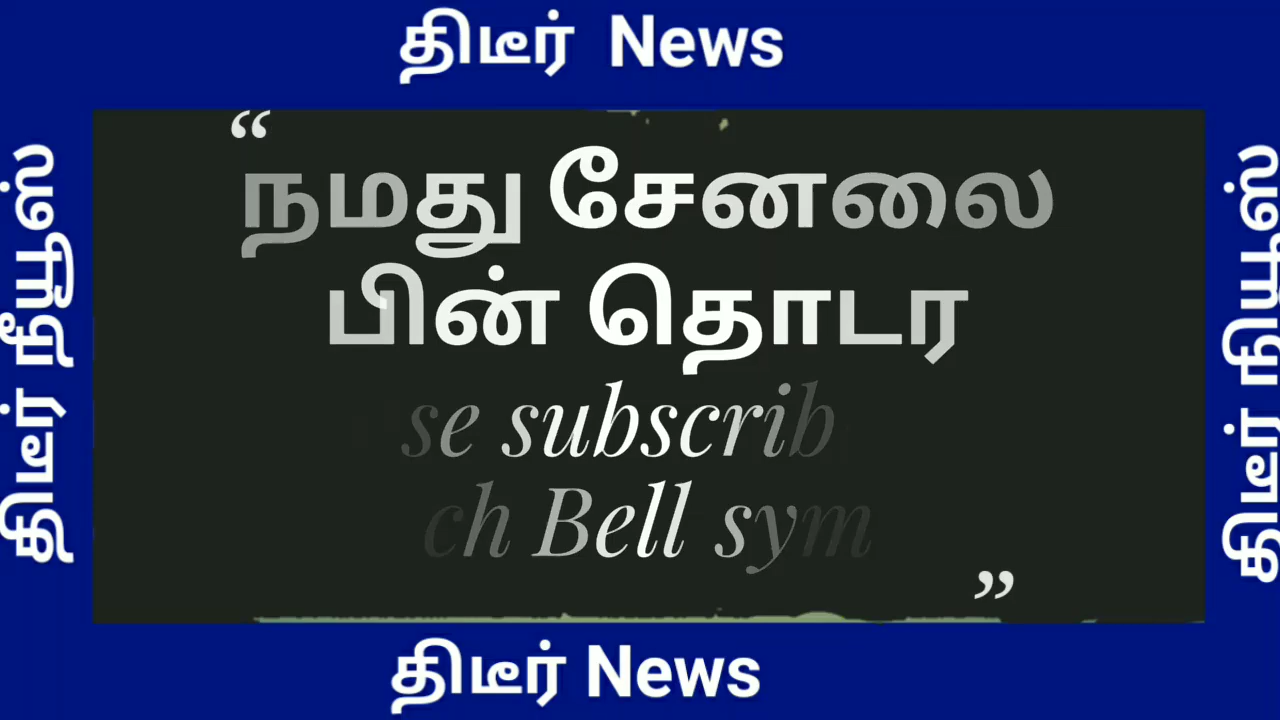 திடீர் News
“
நமது சேனலை
பின் தொடர
se subscrib
ch Bell sym
”
திடீர் நீயூஸ்
திடீர் நியூஸ்
திடீர் News